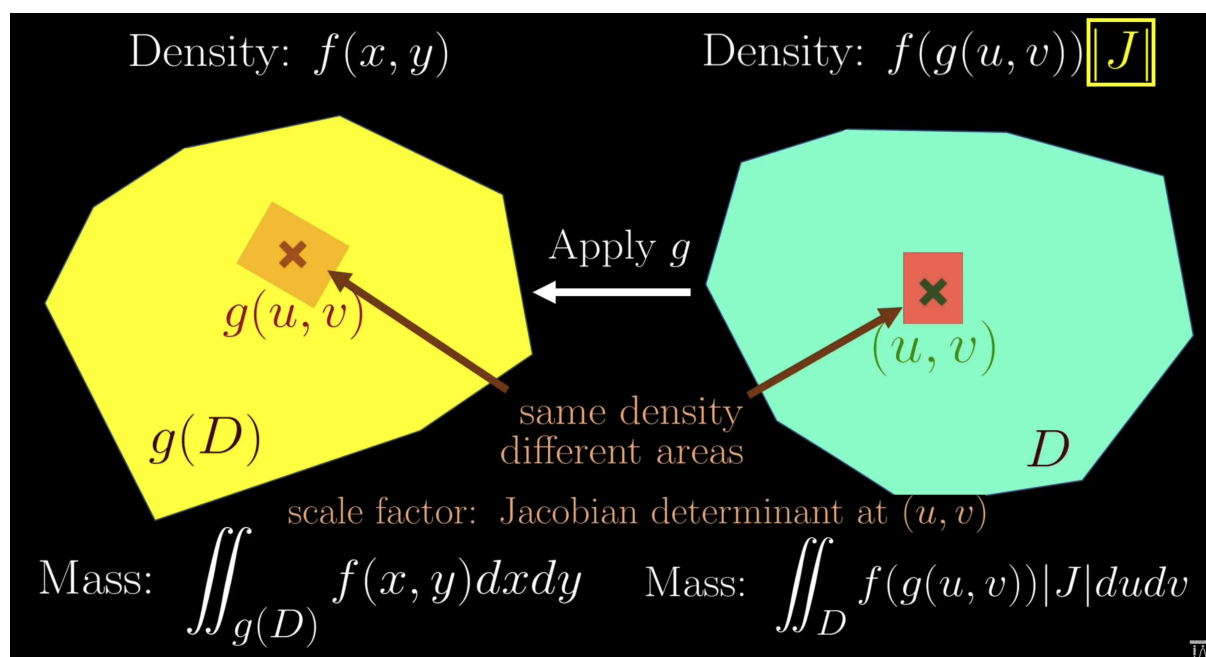 Density: f(x, y)
Density: f(g(u, v))|J|
Apply g
g(u, v)
(u, v)
same density
different areas
g(D)
D
scale factor: Jacobian determinant at (u, v)
Mass: ∬_{g(D)} f(x, y)dxdy
Mass: ∬_D f(g(u, v))|J|dudv